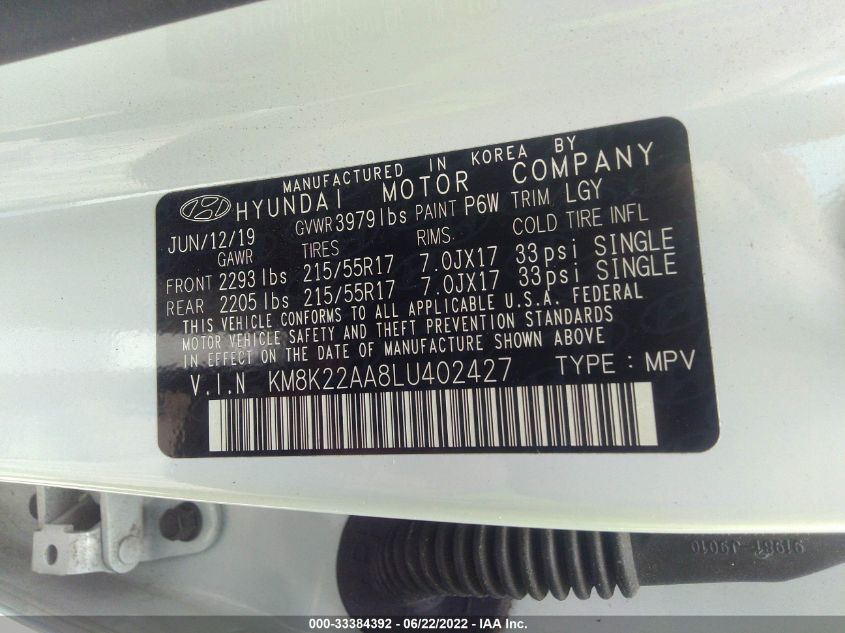 MANUFACTURED IN KOREA BY
HYUNDAI MOTOR COMPANY
JUN/12/19 GVWR 3979 lbs PAINT P6W TRIM LGY
GAWR TIRES RIMS. COLD TIRE INFL
FRONT 2293 lbs 215/55R17 7.0JX17 33psi SINGLE
REAR 2205 lbs 215/55R17 7.0JX17 33psi SINGLE
THIS VEHICLE CONFORMS TO ALL APPLICABLE U.S.A. FEDERAL
MOTOR VEHICLE SAFETY AND THEFT PREVENTION STANDARDS
IN EFFECT ON THE DATE OF MANUFACTURE SHOWN ABOVE
V.I.N KM8K22AA8LU402427 TYPE : MPV
91981-J9010
000-33384392 - 06/22/2022 - IAA Inc.